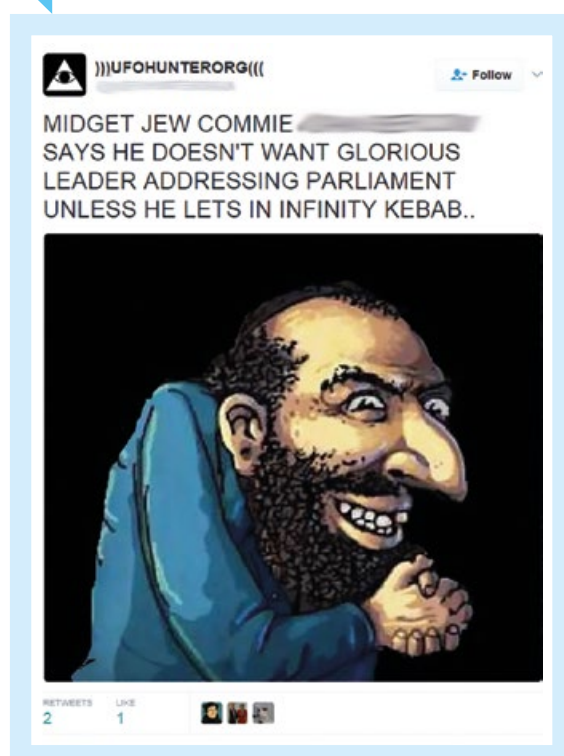 )))UFOHUNTERORG(((
Follow
MIDGET JEW COMMIE
SAYS HE DOESN'T WANT GLORIOUS
LEADER ADDRESSING PARLIAMENT
UNLESS HE LETS IN INFINITY KEBAB..
RETWEETS LIKE
2 1